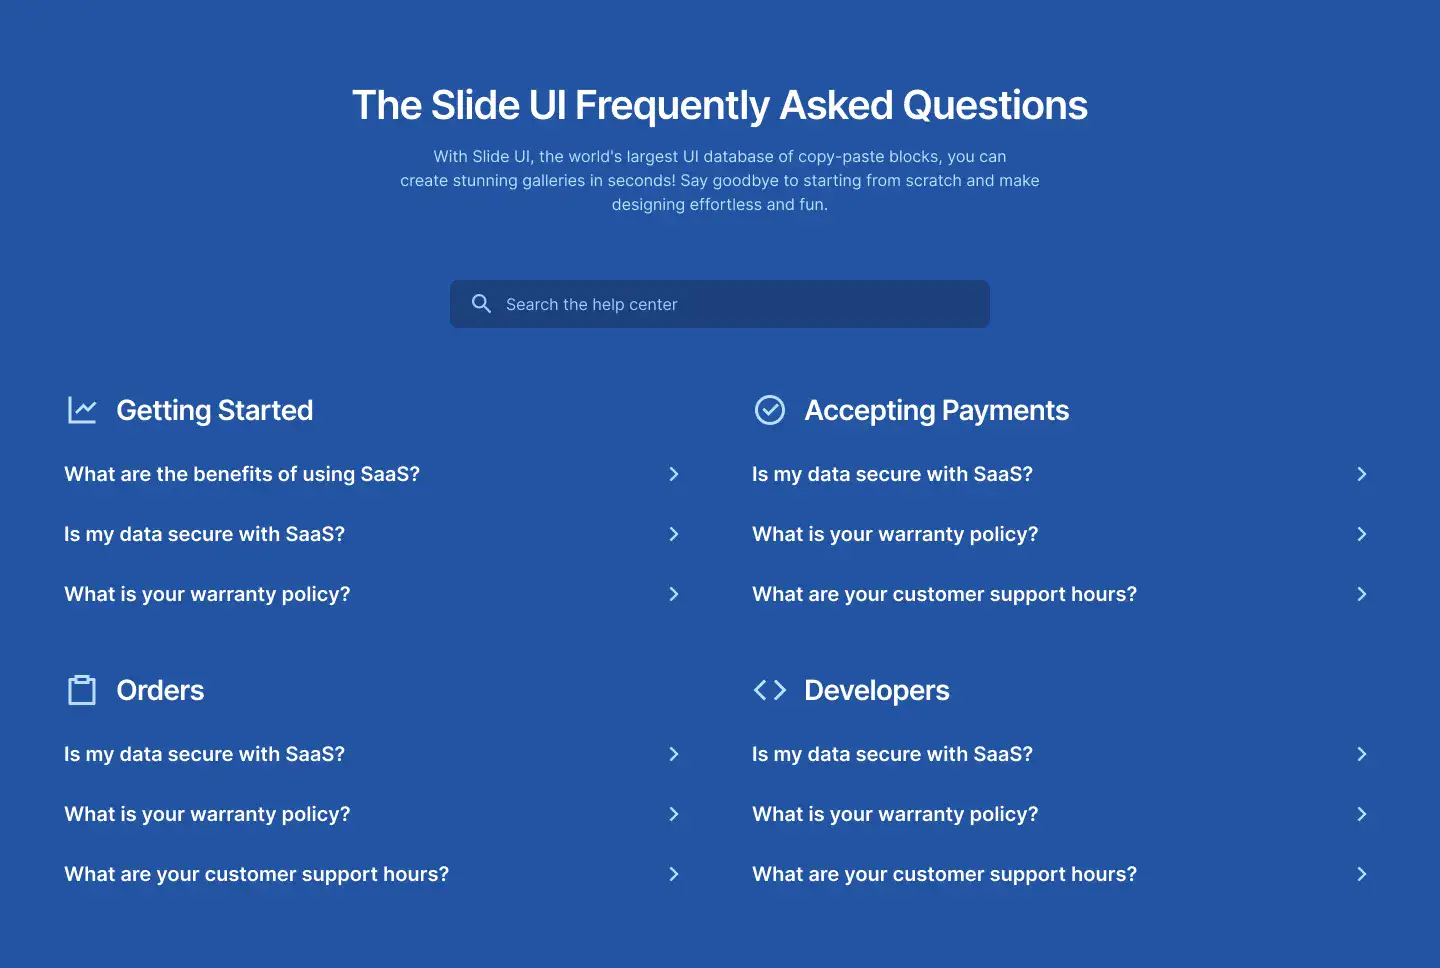 The Slide UI Frequently Asked Questions
With Slide UI, the world's largest UI database of copy-paste blocks, you can
create stunning galleries in seconds! Say goodbye to starting from scratch and make
designing effortless and fun.
Search the help center
Getting Started
What are the benefits of using SaaS?
Is my data secure with SaaS?
What is your warranty policy?
Accepting Payments
Is my data secure with SaaS?
What is your warranty policy?
What are your customer support hours?
Orders
Is my data secure with SaaS?
What is your warranty policy?
What are your customer support hours?
Developers
Is my data secure with SaaS?
What is your warranty policy?
What are your customer support hours?